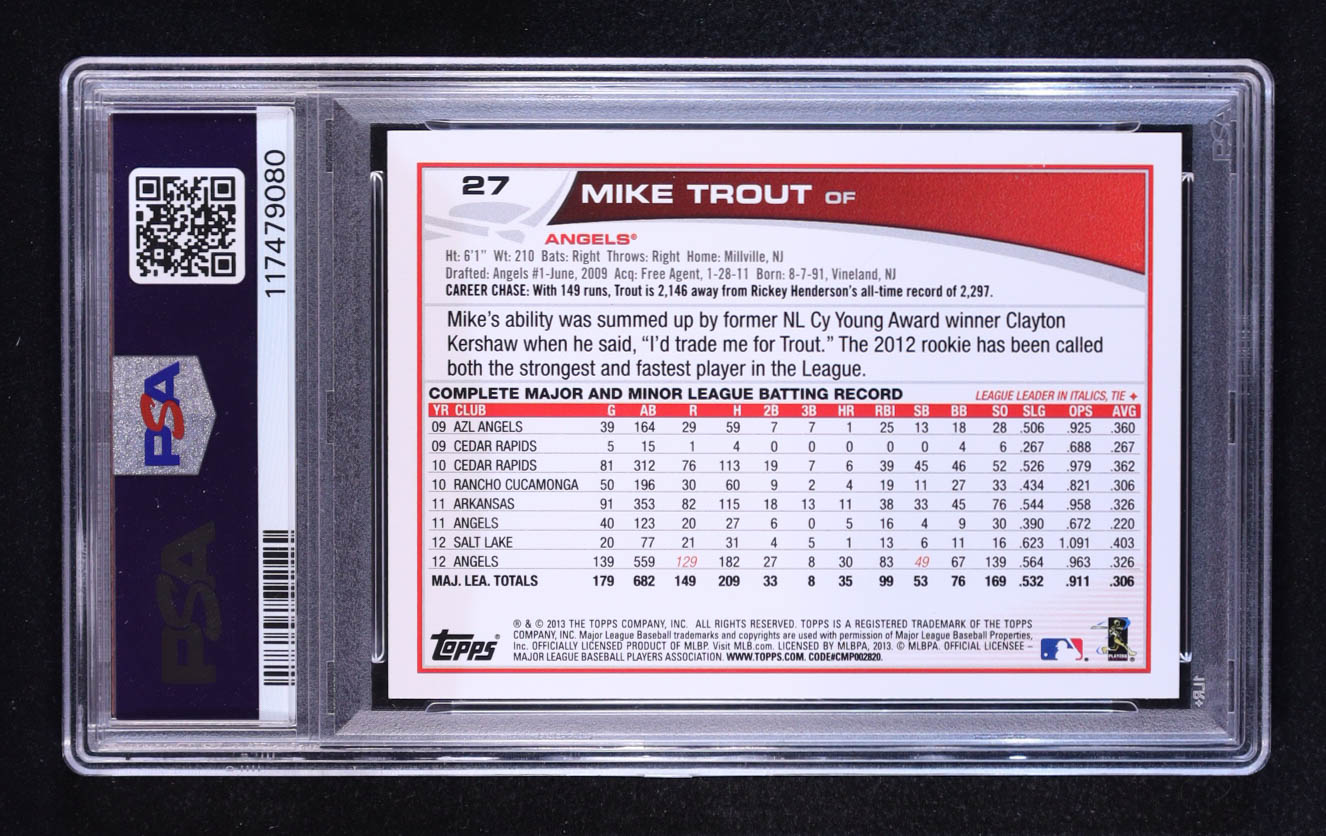 11749080
PSA
PSA
PSA
27
MIKE TROUT OF
ANGELS®
Ht: 6'1" Wt: 210 Bats: Right Throws: Right Home: Millville, NJ
Drafted: Angels #1-June, 2009 Acq: Free Agent, 1-28-11 Born: 8-7-91, Vineland, NJ
CAREER CHASE: With 149 runs, Trout is 2,146 away from Rickey Henderson's all-time record of 2,297.
Mike's ability was summed up by former NL Cy Young Award winner Clayton
Kershaw when he said, "I'd trade me for Trout." The 2012 rookie has been called
both the strongest and fastest player in the League.
COMPLETE MAJOR AND MINOR LEAGUE BATTING RECORD LEAGUE LEADER IN ITALICS, TIE ✦
YR CLUB G AB R H 2B 3B HR RBI SB BB SO SLG OPS AVG
09 AZL ANGELS 39 164 29 59 7 7 1 25 13 18 28 .506 .925 .360
09 CEDAR RAPIDS 5 15 1 4 0 0 0 0 0 4 6 .267 .688 .267
10 CEDAR RAPIDS 81 312 76 113 19 7 6 39 45 46 52 .526 .979 .362
10 RANCHO CUCAMONGA 50 196 30 60 9 2 4 19 11 27 33 .434 .821 .306
11 ARKANSAS 91 353 82 115 18 13 11 38 33 45 76 .544 .958 .326
11 ANGELS 40 123 20 27 6 0 5 16 4 9 30 .390 .672 .220
12 SALT LAKE 20 77 21 31 4 5 1 13 6 11 16 .623 1.091 .403
12 ANGELS 139 559 129 182 27 8 30 83 49 67 139 .564 .963 .326
MAJ. LEA. TOTALS 179 682 149 209 33 8 35 99 53 76 169 .532 .911 .306
Topps®
® & © 2013 THE TOPPS COMPANY, INC. ALL RIGHTS RESERVED. TOPPS IS A REGISTERED TRADEMARK OF THE TOPPS
COMPANY, INC. Major League Baseball trademarks and copyrights are used with permission of Major League Baseball Properties,
Inc. OFFICIALLY LICENSED PRODUCT OF MLBP. Visit MLB.com. LICENSED BY MLBPA, 2013. © MLBPA. OFFICIAL LICENSEE –
MAJOR LEAGUE BASEBALL PLAYERS ASSOCIATION. WWW.TOPPS.COM. CODE#CMP002820.
PLAYERS